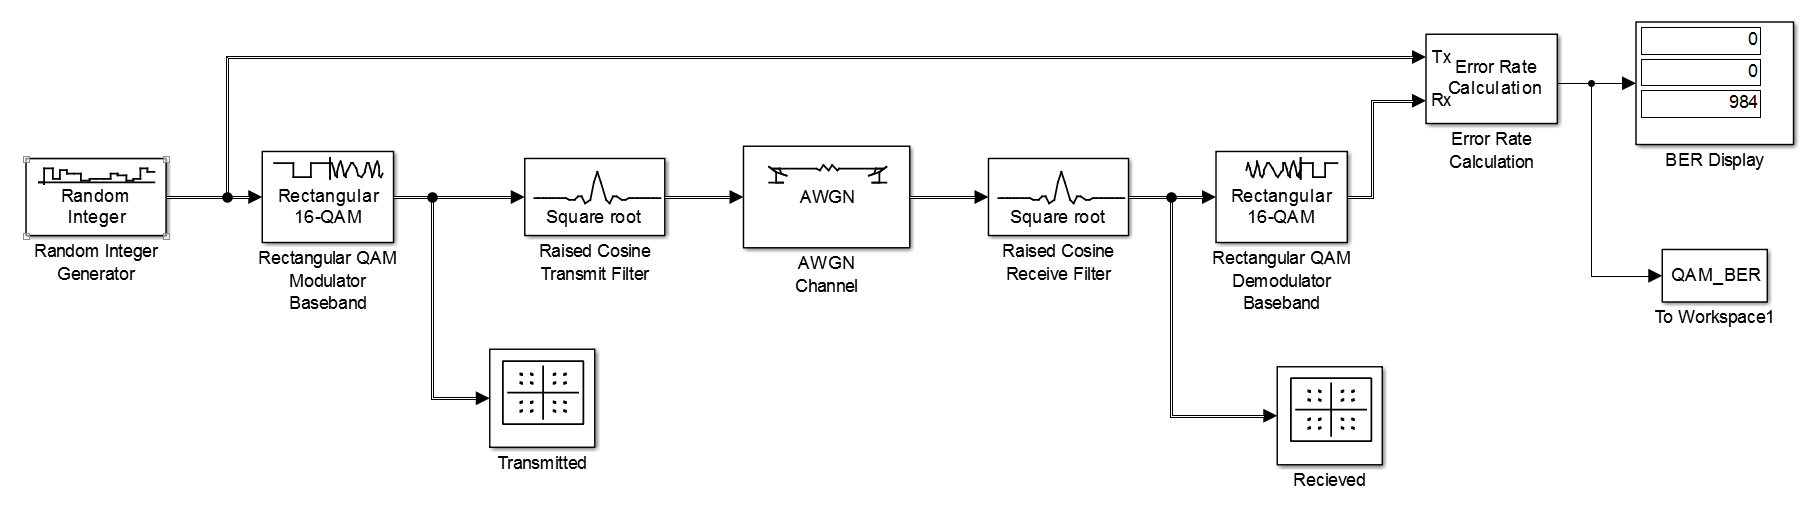 Random
Integer
Random Integer
Generator
Rectangular
16-QAM
Rectangular QAM
Modulator
Baseband
Transmitted
Square root
Raised Cosine
Transmit Filter
AWGN
AWGN
Channel
Square root
Raised Cosine
Receive Filter
Rectangular
16-QAM
Rectangular QAM
Demodulator
Baseband
Recieved
Tx
Rx
Error Rate
Calculation
Error Rate
Calculation
0
0
984
BER Display
QAM_BER
To Workspace1